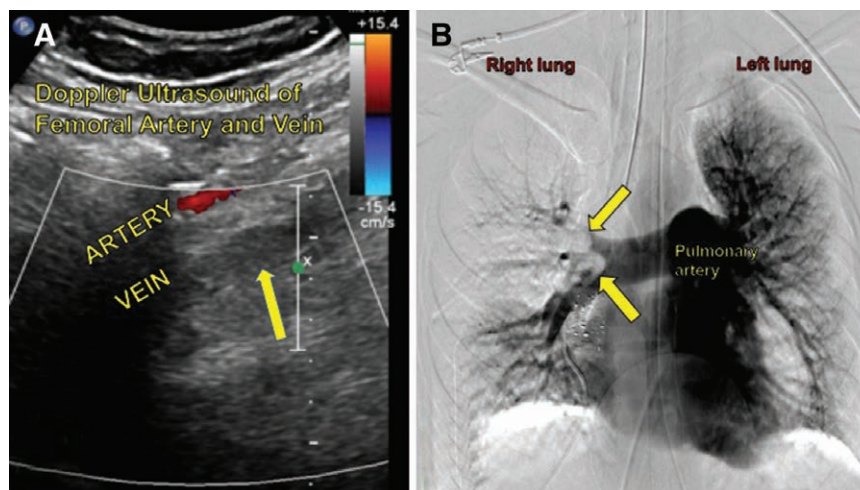 A
P
Doppler Ultrasound of
Femoral Artery and Vein
+15.4
-15.4
cm/s
ARTERY
VEIN
x
B
Right lung
Left lung
Pulmonary
artery